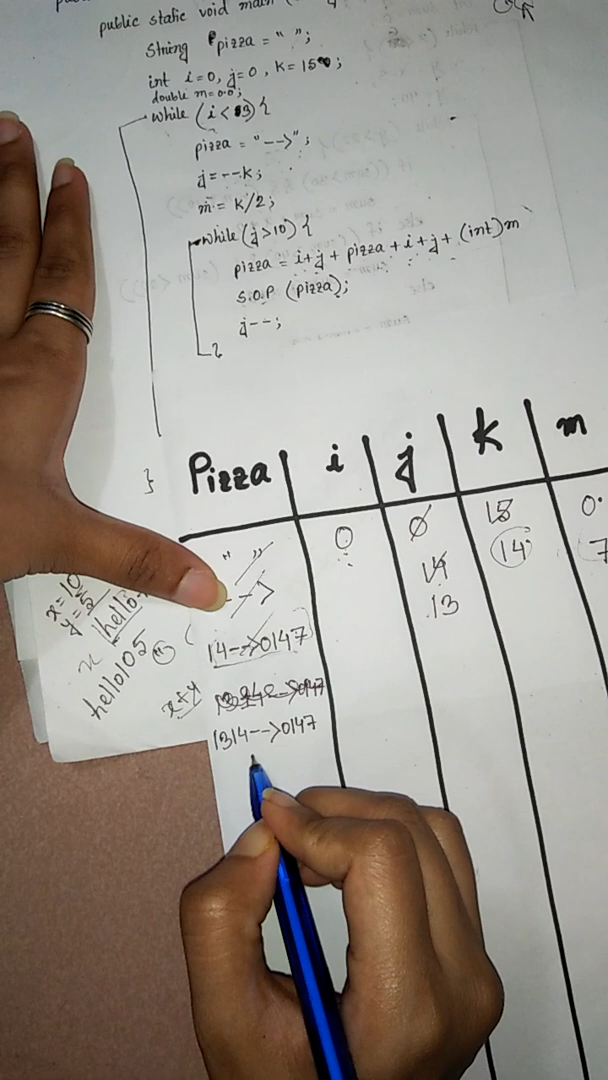 public static void main (
String pizza = " ";
int i=0, j=0, k=15;
double m=0.0;
while (i< 3) {
pizza = "-->";
j=--k;
m = k/2;
while (j>10) {
pizza = i+j+pizza+i+j+(int)m
S.O.P (pizza);
j--;
}
}
Pizza i j k m
" " 0 0 15 0.
--> 14 14 7
13
14-->0147
1314-->0147
x=10
y=5
x hello
hello105
x+y